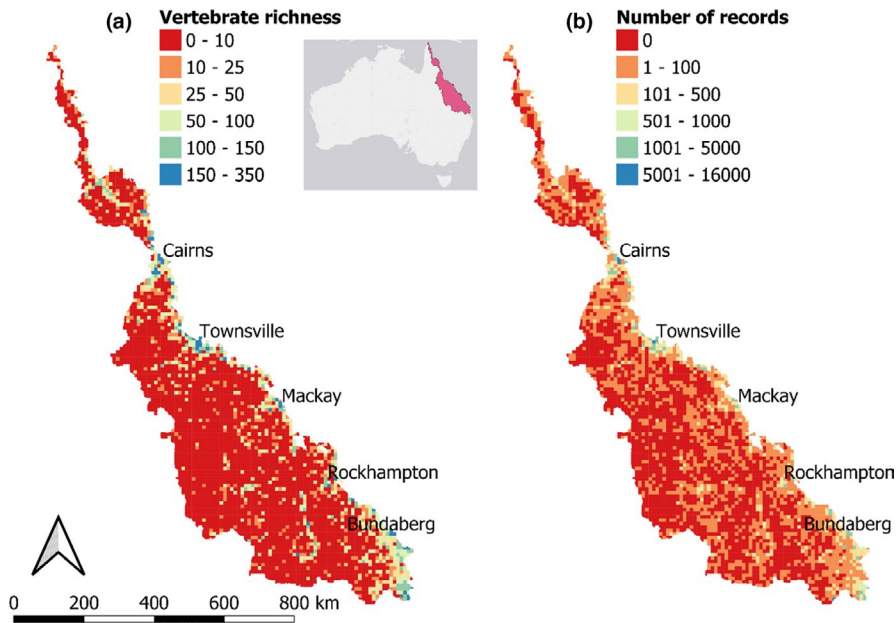 (a)
Vertebrate richness
0 - 10
10 - 25
25 - 50
50 - 100
100 - 150
150 - 350
Cairns
Townsville
Mackay
Rockhampton
Bundaberg
0 200 400 600 800 km
(b)
Number of records
0
1 - 100
101 - 500
501 - 1000
1001 - 5000
5001 - 16000
Cairns
Townsville
Mackay
Rockhampton
Bundaberg